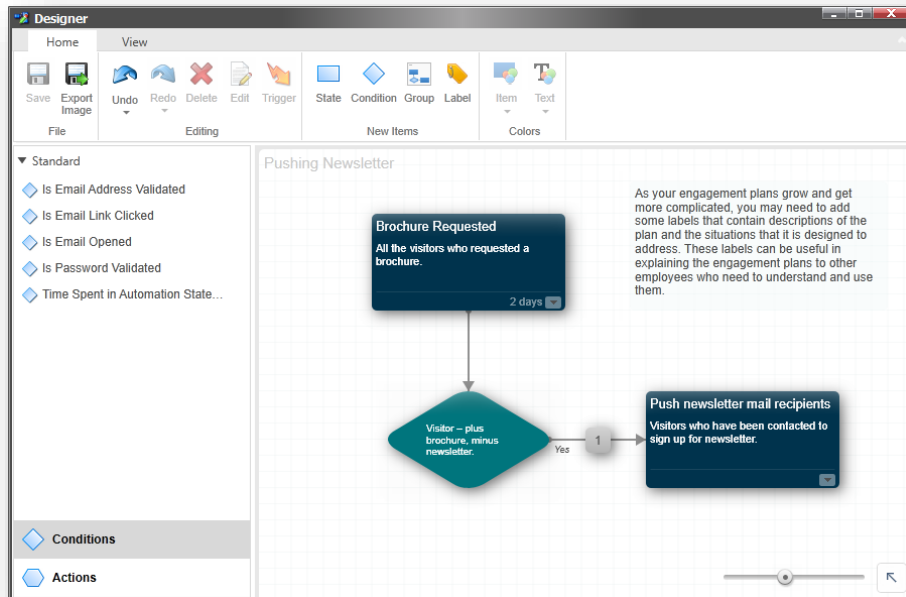 Designer
Home View
Save Export Image Undo Redo Delete Edit Trigger State Condition Group Label Item Text
File Editing New Items Colors
Standard
Is Email Address Validated
Is Email Link Clicked
Is Email Opened
Is Password Validated
Time Spent in Automation State...
Conditions
Actions
Pushing Newsletter
Brochure Requested
All the visitors who requested a
brochure.
2 days
As your engagement plans grow and get
more complicated, you may need to add
some labels that contain descriptions of the
plan and the situations that it is designed to
address. These labels can be useful in
explaining the engagement plans to other
employees who need to understand and use
them.
Visitor – plus
brochure, minus
newsletter.
Yes
1
Push newsletter mail recipients
Visitors who have been contacted to
sign up for newsletter.